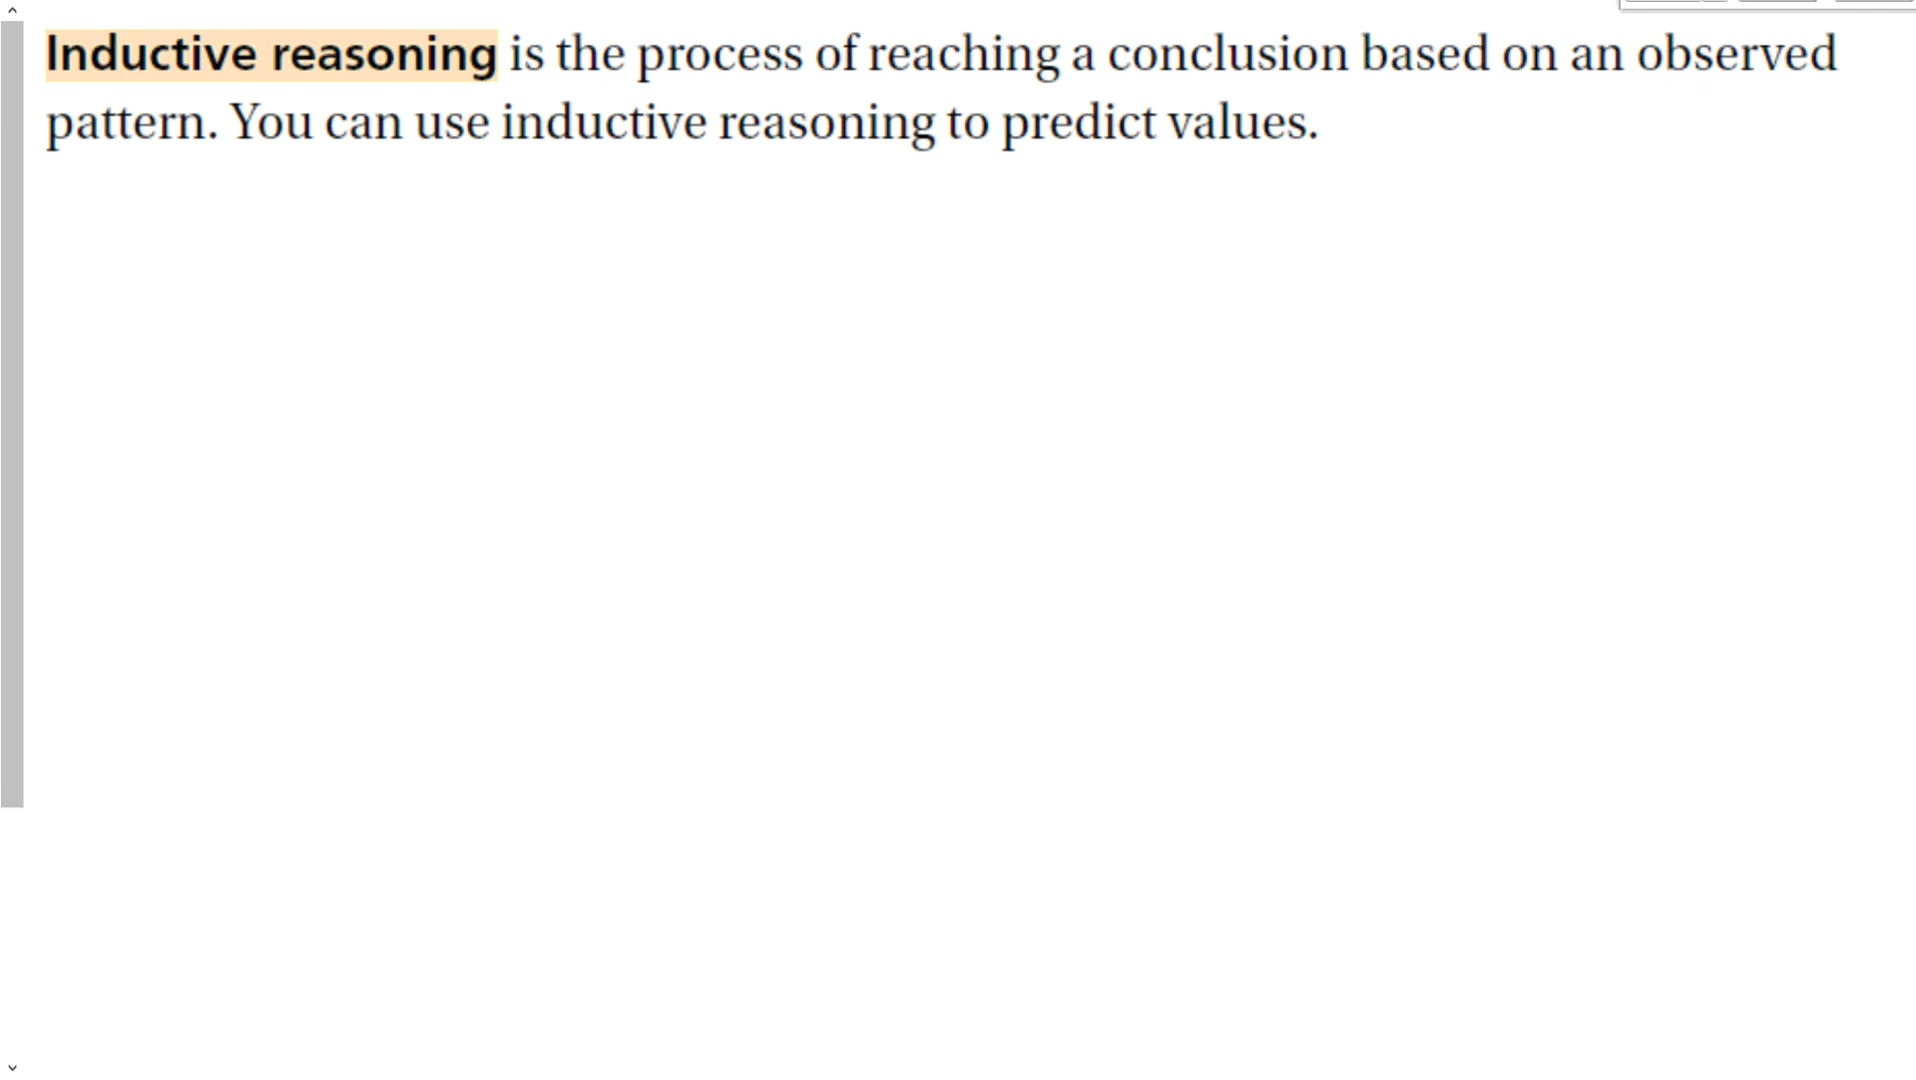 Inductive reasoning is the process of reaching a conclusion based on an observed
pattern. You can use inductive reasoning to predict values.